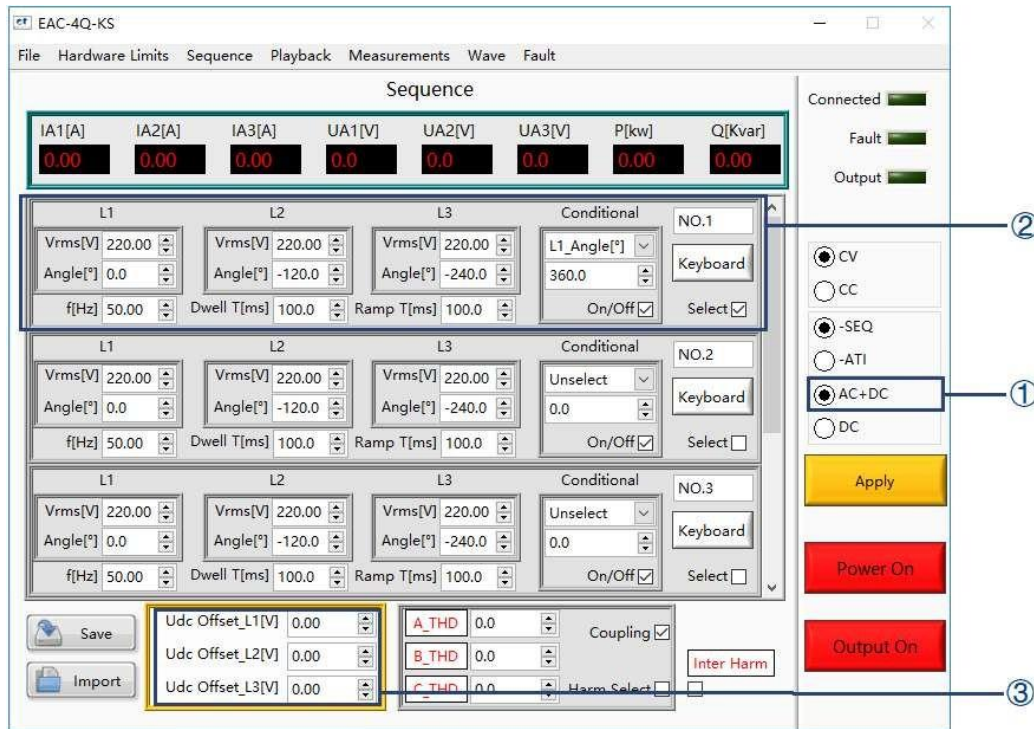 EAC-4Q-KS
File Hardware Limits Sequence Playback Measurements Wave Fault
Sequence
IA1[A] IA2[A] IA3[A] UA1[V] UA2[V] UA3[V] P[kw] Q[Kvar]
0.00 0.00 0.00 0.0 0.0 0.0 0.00 0.00
Connected
Fault
Output
L1 L2 L3 Conditional NO.1
Vrms[V] 220.00 Vrms[V] 220.00 Vrms[V] 220.00 L1_Angle[°] Keyboard
Angle[°] 0.0 Angle[°] -120.0 Angle[°] -240.0 360.0
f[Hz] 50.00 Dwell T[ms] 100.0 Ramp T[ms] 100.0 On/Off Select
②
L1 L2 L3 Conditional NO.2
Vrms[V] 220.00 Vrms[V] 220.00 Vrms[V] 220.00 Unselect Keyboard
Angle[°] 0.0 Angle[°] -120.0 Angle[°] -240.0 0.0
f[Hz] 50.00 Dwell T[ms] 100.0 Ramp T[ms] 100.0 On/Off Select
L1 L2 L3 Conditional NO.3
Vrms[V] 220.00 Vrms[V] 220.00 Vrms[V] 220.00 Unselect Keyboard
Angle[°] 0.0 Angle[°] -120.0 Angle[°] -240.0 0.0
f[Hz] 50.00 Dwell T[ms] 100.0 Ramp T[ms] 100.0 On/Off Select
CV
CC
-SEQ
-ATI
AC+DC
①
DC
Apply
Power On
Output On
Save
Import
Udc Offset_L1[V] 0.00
Udc Offset_L2[V] 0.00
Udc Offset_L3[V] 0.00
A_THD 0.0 Coupling
B_THD 0.0
C_THD 0.0 Harm Select
Inter Harm
③